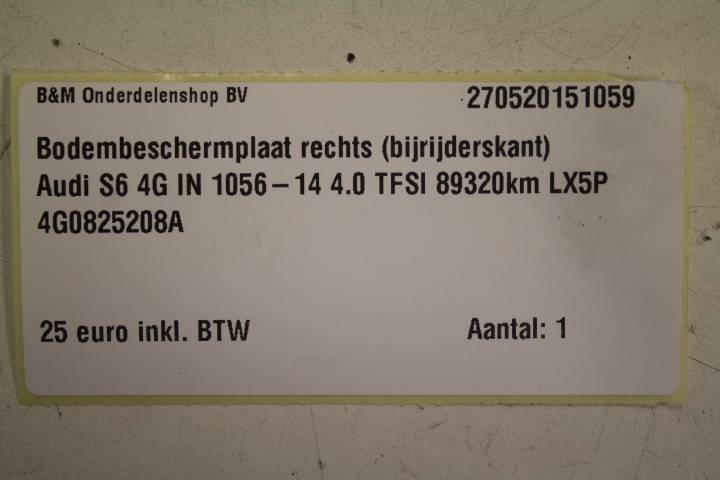 B&M Onderdelenshop BV 270520151059
Bodembeschermplaat rechts (bijrijderskant)
Audi S6 4G IN 1056-14 4.0 TFSI 89320km LX5P
4G0825208A
25 euro inkl. BTW Aantal: 1